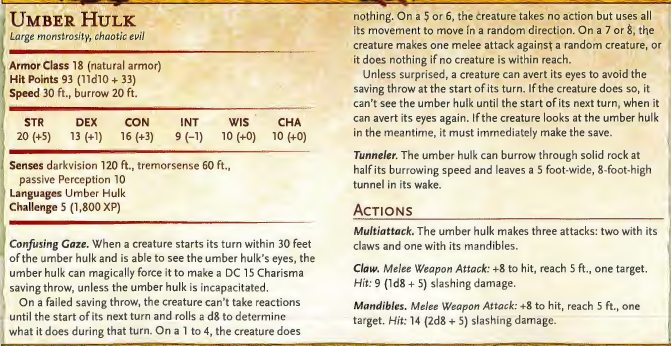 UMBER HULK
Large monstrosity, chaotic evil
Armor Class 18 (natural armor)
Hit Points 93 (11d10 + 33)
Speed 30 ft., burrow 20 ft.
STR DEX CON INT WIS CHA
20 (+5) 13 (+1) 16 (+3) 9 (−1) 10 (+0) 10 (+0)
Senses darkvision 120 ft., tremorsense 60 ft.,
passive Perception 10
Languages Umber Hulk
Challenge 5 (1,800 XP)
Confusing Gaze. When a creature starts its turn within 30 feet
of the umber hulk and is able to see the umber hulk's eyes, the
umber hulk can magically force it to make a DC 15 Charisma
saving throw, unless the umber hulk is incapacitated.
On a failed saving throw, the creature can't take reactions
until the start of its next turn and rolls a d8 to determine
what it does during that turn. On a 1 to 4, the creature does
nothing. On a 5 or 6, the creature takes no action but uses all
its movement to move in a random direction. On a 7 or 8, the
creature makes one melee attack against a random creature, or
it does nothing if no creature is within reach.
Unless surprised, a creature can avert its eyes to avoid the
saving throw at the start of its turn. If the creature does so, it
can't see the umber hulk until the start of its next turn, when it
can avert its eyes again. If the creature looks at the umber hulk
in the meantime, it must immediately make the save.
Tunneler. The umber hulk can burrow through solid rock at
half its burrowing speed and leaves a 5 foot-wide, 8-foot-high
tunnel in its wake.
ACTIONS
Multiattack. The umber hulk makes three attacks: two with its
claws and one with its mandibles.
Claw. Melee Weapon Attack: +8 to hit, reach 5 ft., one target.
Hit: 9 (1d8 + 5) slashing damage.
Mandibles. Melee Weapon Attack: +8 to hit, reach 5 ft., one
target. Hit: 14 (2d8 + 5) slashing damage.